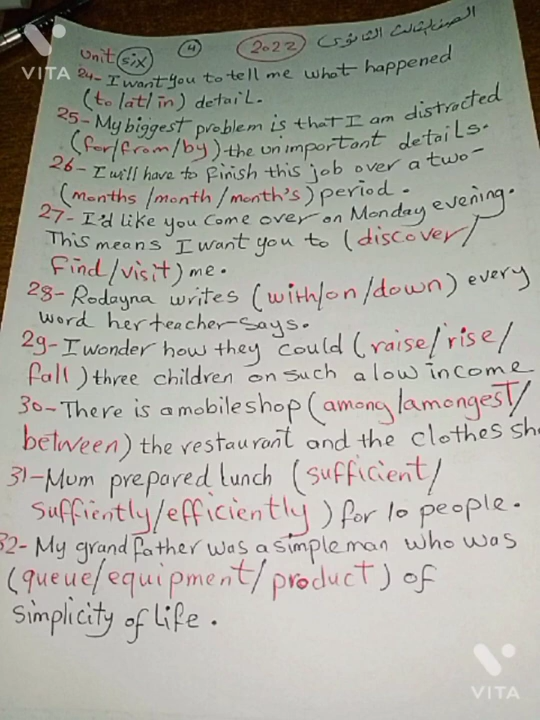 unit six 4 2022 الصف الثالث الثانوى
24- I want you to tell me what happened
(to/at/in) detail.
25- My biggest problem is that I am distracted
(for/from/by) the unimportant details.
26- I will have to finish this job over a two-
(months/month/month's) period.
27- I'd like you come over on Monday evening.
This means I want you to (discover/
find/visit) me.
28- Rodayna writes (with/on/down) every
word her teacher says.
29- I wonder how they could (raise/rise/
fall) three children on such a low income
30- There is a mobile shop (among/amongest/
between) the restaurant and the clothes sh
31- Mum prepared lunch (sufficient/
suffiently/efficiently) for 10 people.
32- My grandfather was a simple man who was
(queue/equipment/product) of
simplicity of life.
VITA
VITA